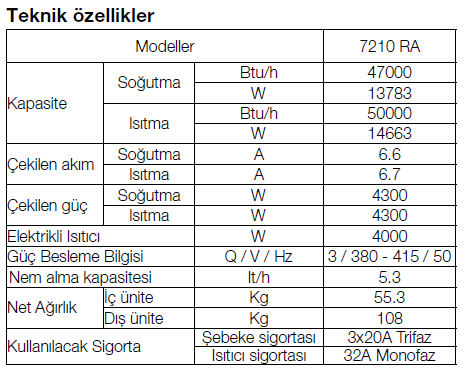 Teknik özellikler
Modeller 7210 RA
Kapasite Soğutma Btu/h 47000
W 13783
Isıtma Btu/h 50000
W 14663
Çekilen akım Soğutma A 6.6
Isıtma A 6.7
Çekilen güç Soğutma W 4300
Isıtma W 4300
Elektrikli Isıtıcı W 4000
Güç Besleme Bilgisi Q / V / Hz 3 / 380 - 415 / 50
Nem alma kapasitesi lt/h 5.3
Net Ağırlık İç ünite Kg 55.3
Dış ünite Kg 108
Kullanılacak Sigorta Şebeke sigortası 3x20A Trifaz
Isıtıcı sigortası 32A Monofaz